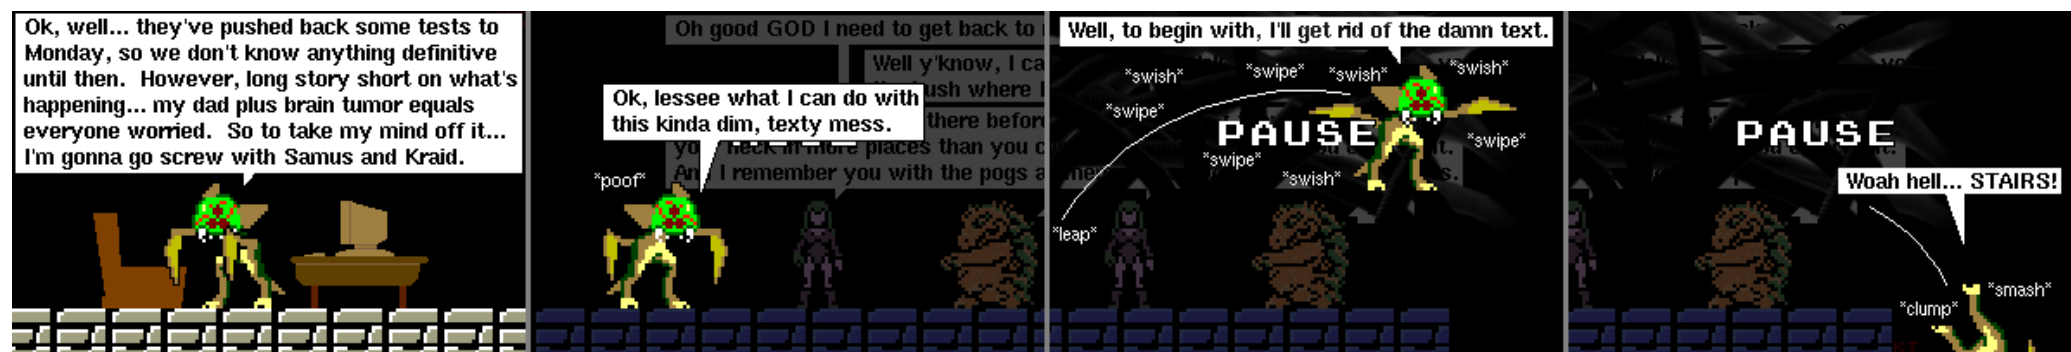 Ok, well... they've pushed back some tests to
Monday, so we don't know anything definitive
until then.  However, long story short on what's
happening... my dad plus brain tumor equals
everyone worried.  So to take my mind off it...
I'm gonna go screw with Samus and Kraid.
Oh good GOD I need to get back to
Well y'know, I ca
ush where I
Ok, lessee what I can do with
this kinda dim, texty mess.
there before
neck in more places than you c
And I remember you with the pogs a
*poof*
Well, to begin with, I'll get rid of the damn text.
*swish*
*swipe*
*swish*
*swish*
*swipe*
PAUSE
*swipe*
*swipe*
*swish*
*leap*
PAUSE
Woah hell... STAIRS!
*smash*
*clump*